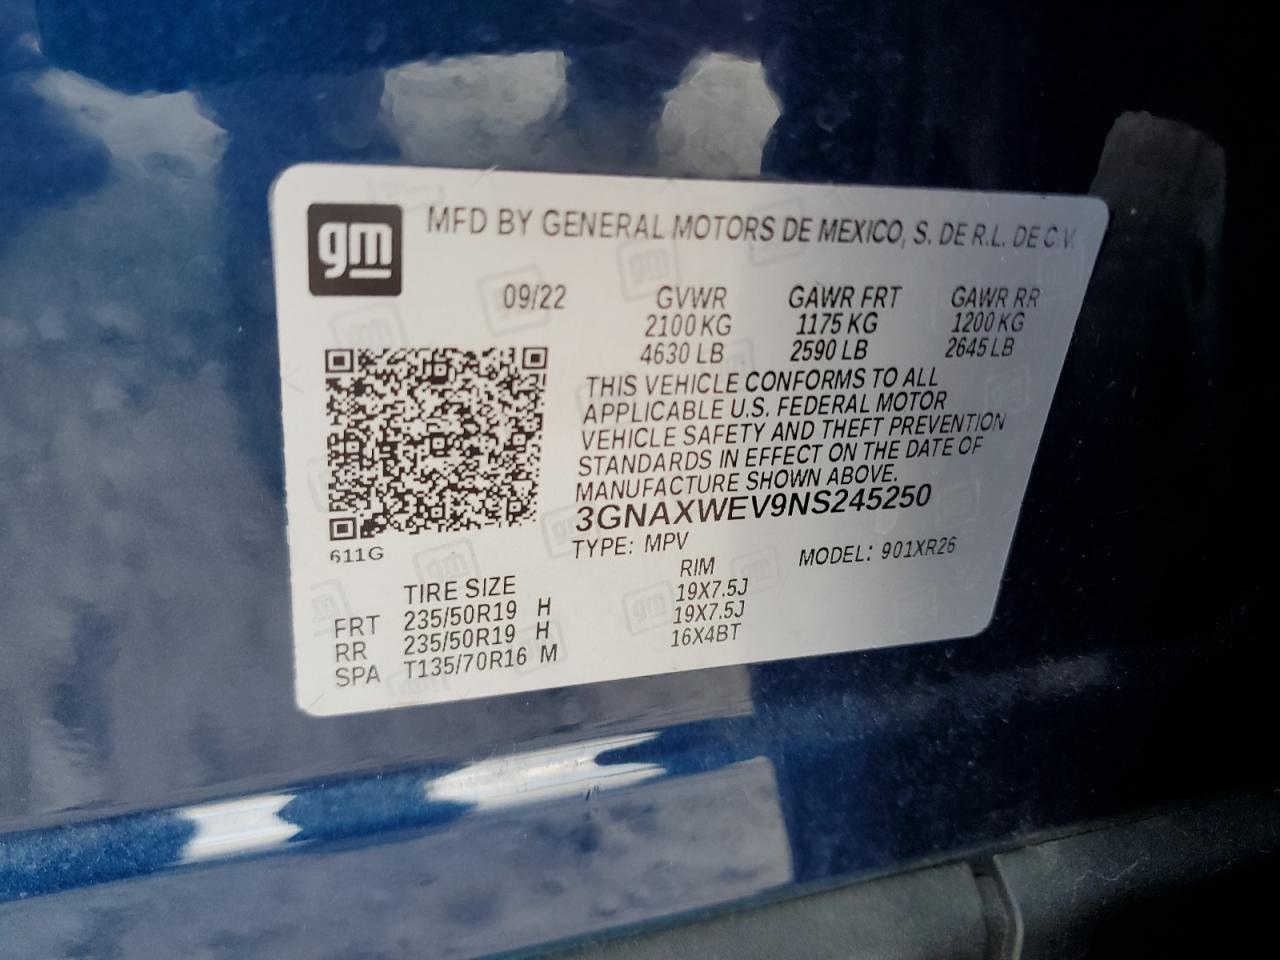 gm
MFD BY GENERAL MOTORS DE MEXICO, S. DE R.L. DE C.V.
09/22 GVWR GAWR FRT GAWR RR
2100 KG 1175 KG 1200 KG
4630 LB 2590 LB 2645 LB
THIS VEHICLE CONFORMS TO ALL
APPLICABLE U.S. FEDERAL MOTOR
VEHICLE SAFETY AND THEFT PREVENTION
STANDARDS IN EFFECT ON THE DATE OF
MANUFACTURE SHOWN ABOVE.
3GNAXWEV9NS245250
611G
TYPE: MPV MODEL: 901XR26
TIRE SIZE RIM
FRT 235/50R19 H 19X7.5J
RR 235/50R19 H 19X7.5J
SPA T135/70R16 M 16X4BT